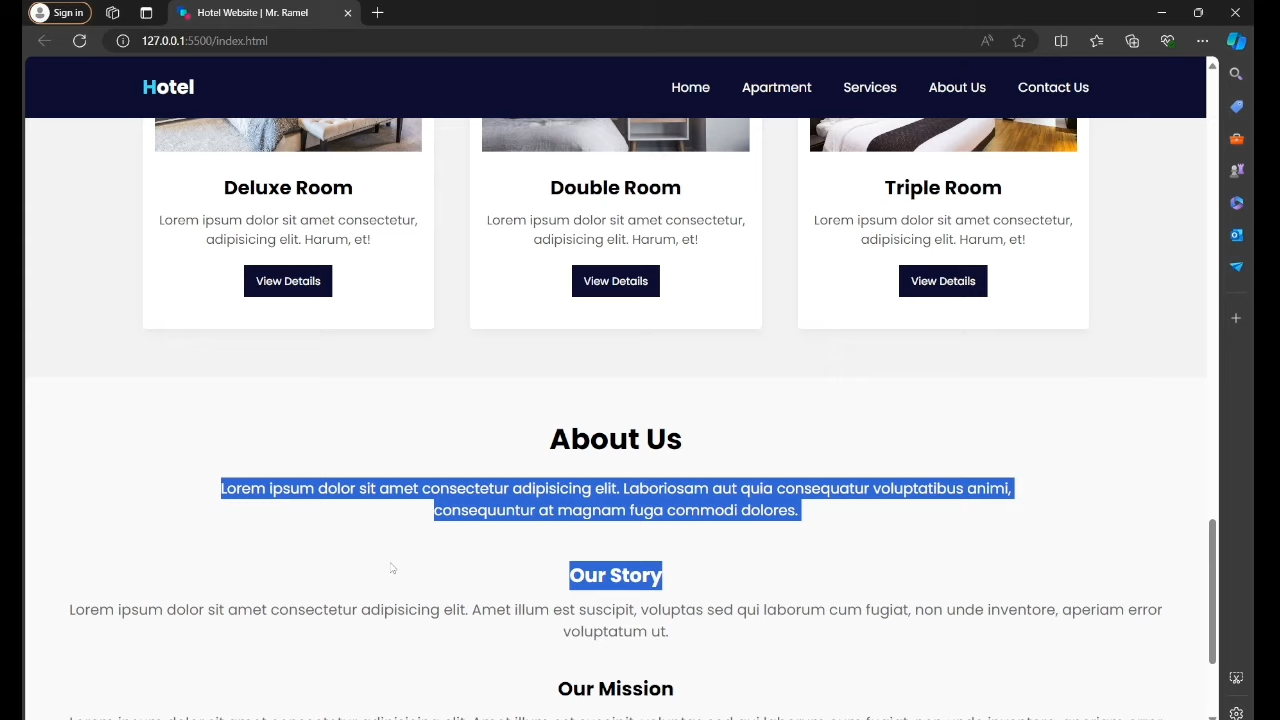 Sign in
Hotel Website | Mr. Ramel
127.0.0.1:5500/index.html
Hotel
Home Apartment Services About Us Contact Us
Deluxe Room Double Room Triple Room
Lorem ipsum dolor sit amet consectetur, Lorem ipsum dolor sit amet consectetur, Lorem ipsum dolor sit amet consectetur,
adipisicing elit. Harum, et! adipisicing elit. Harum, et! adipisicing elit. Harum, et!
View Details View Details View Details
About Us
Lorem ipsum dolor sit amet consectetur adipisicing elit. Laboriosam aut quia consequatur voluptatibus animi,
consequuntur at magnam fuga commodi dolores.
Our Story
Lorem ipsum dolor sit amet consectetur adipisicing elit. Amet illum est suscipit, voluptas sed qui laborum cum fugiat, non unde inventore, aperiam error
voluptatum ut.
Our Mission